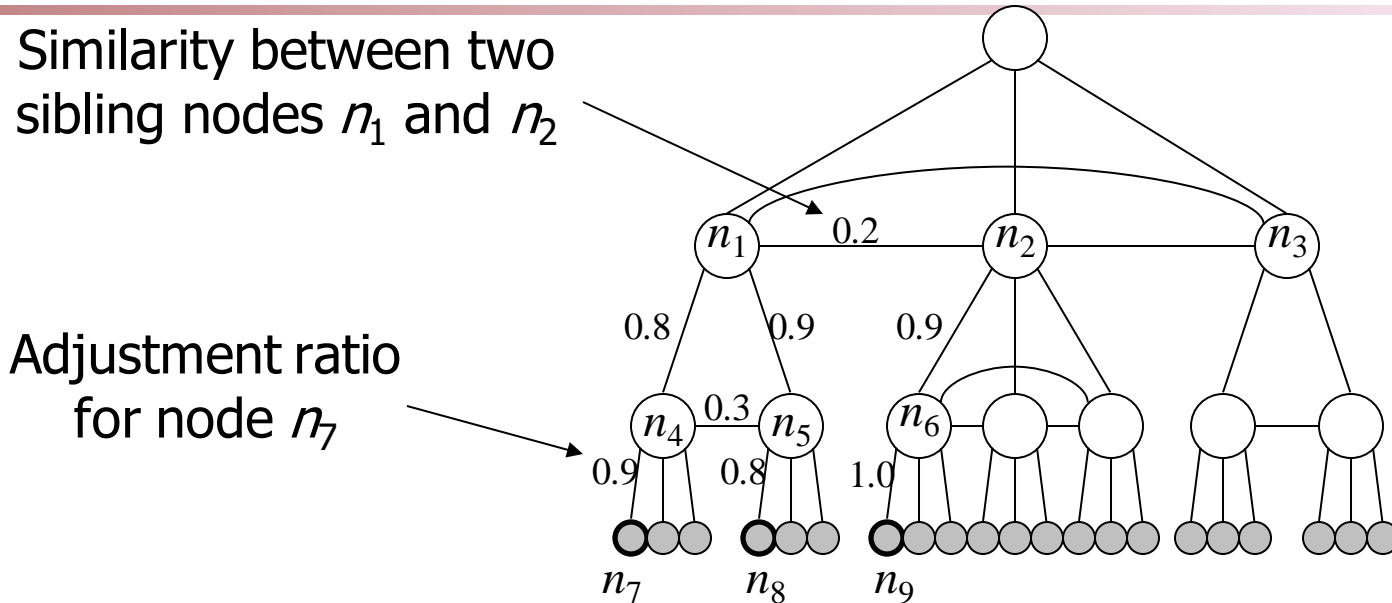 Similarity between two
sibling nodes n₁ and n₂
n₁ 0.2 n₂ n₃
0.8 0.9 0.9
Adjustment ratio
for node n₇
n₄ 0.3 n₅ n₆
0.9 0.8 1.0
n₇ n₈ n₉